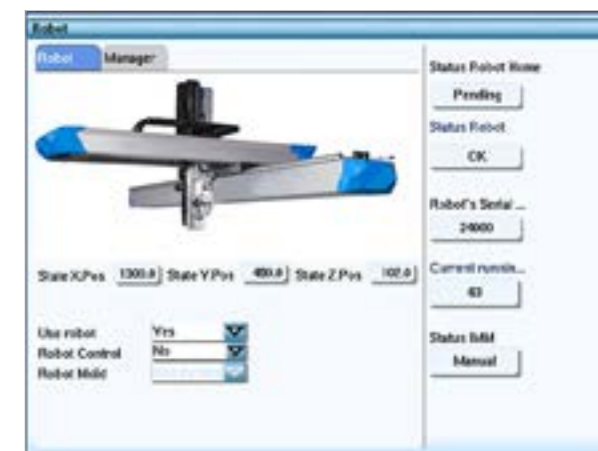 Robot
Robot Manager
Status Robot Home
Pending
Status Robot
OK
Robot's Serial ...
24000
Current runnin...
63
Status IMM
Manual
State X.Pos 1300.0 State Y.Pos 400.0 State Z.Pos 102.0
Use robot Yes
Robot Control No
Robot Mold